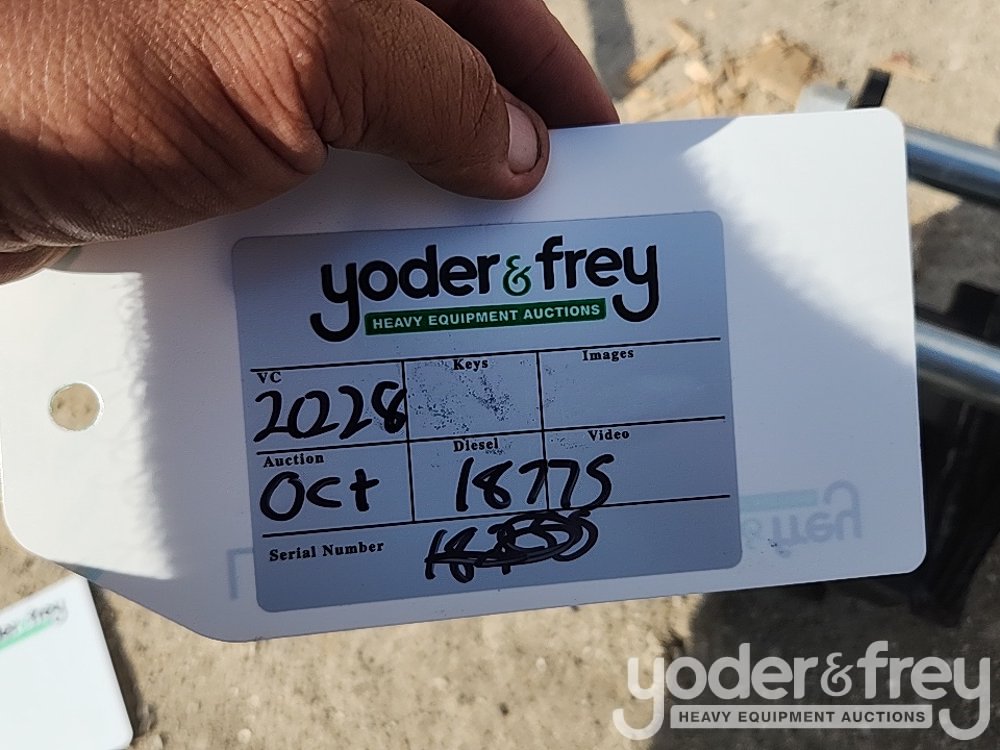 yoder & frey
HEAVY EQUIPMENT AUCTIONS
VC Keys Images
2028
Auction Diesel Video
Oct 18775
Serial Number
yoder & frey
HEAVY EQUIPMENT AUCTIONS